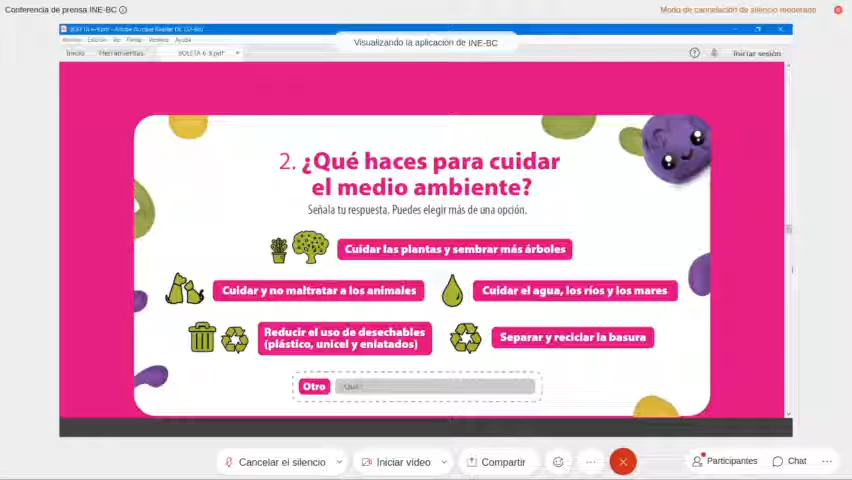 Conferencia de prensa INE-BC
Modo de cancelación de silencio moderado
Visualizando la aplicación de INE-BC
Inicio Herramientas
Iniciar sesión
2. ¿Qué haces para cuidar
el medio ambiente?
Señala tu respuesta. Puedes elegir más de una opción.
Cuidar las plantas y sembrar más árboles
Cuidar y no maltratar a los animales
Cuidar el agua, los ríos y los mares
Reducir el uso de desechables
(plástico, unicel y enlatados)
Separar y reciclar la basura
Otro
Cancelar el silencio
Iniciar vídeo
Compartir
Participantes
Chat